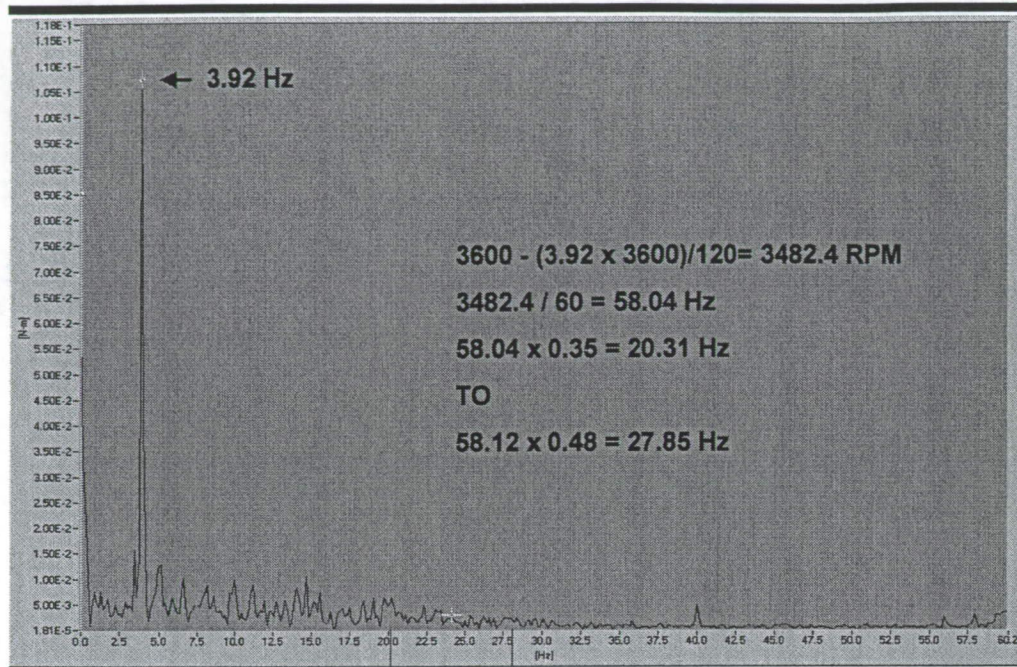 1.18E-1
1.15E-1
1.10E-1
← 3.92 Hz
1.05E-1
1.00E-1
9.50E-2
9.00E-2
8.50E-2
8.00E-2
7.50E-2
3600 - (3.92 x 3600)/120= 3482.4 RPM
7.00E-2
6.50E-2
3482.4 / 60 = 58.04 Hz
6.00E-2
[N-m]
5.50E-2
58.04 x 0.35 = 20.31 Hz
5.00E-2
4.50E-2
TO
4.00E-2
3.50E-2
58.12 x 0.48 = 27.85 Hz
3.00E-2
2.50E-2
2.00E-2
1.50E-2
1.00E-2
5.00E-3
1.81E-5
0.0 2.5 5.0 7.5 10.0 12.5 15.0 17.5 20.0 22.5 25.0 27.5 30.0 32.5 35.0 37.5 40.0 42.5 45.0 47.5 50.0 52.5 55.0 57.5 60.2
[Hz]